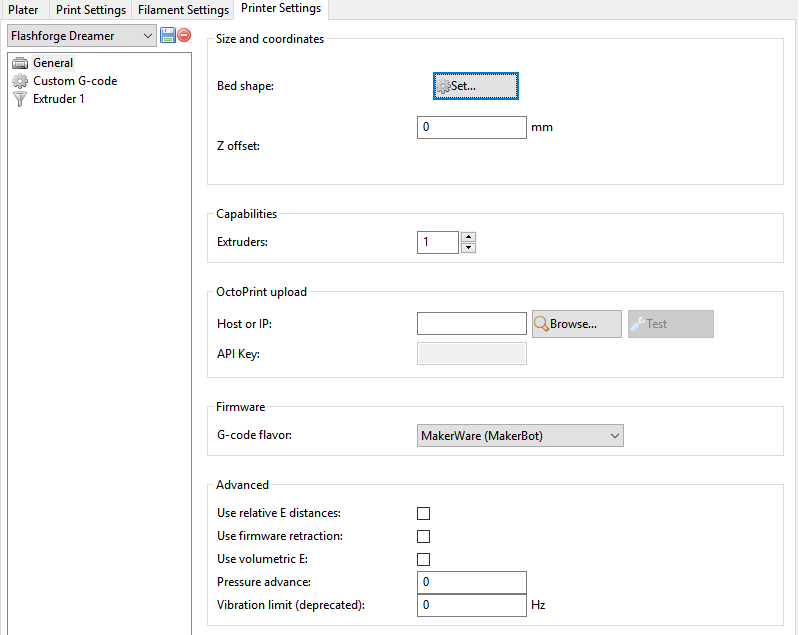 Plater Print Settings Filament Settings Printer Settings
Flashforge Dreamer
General
Custom G-code
Extruder 1
Size and coordinates
Bed shape: Set...
0 mm
Z offset:
Capabilities
Extruders: 1
OctoPrint upload
Host or IP: Browse... Test
API Key:
Firmware
G-code flavor: MakerWare (MakerBot)
Advanced
Use relative E distances:
Use firmware retraction:
Use volumetric E:
Pressure advance: 0
Vibration limit (deprecated): 0 Hz